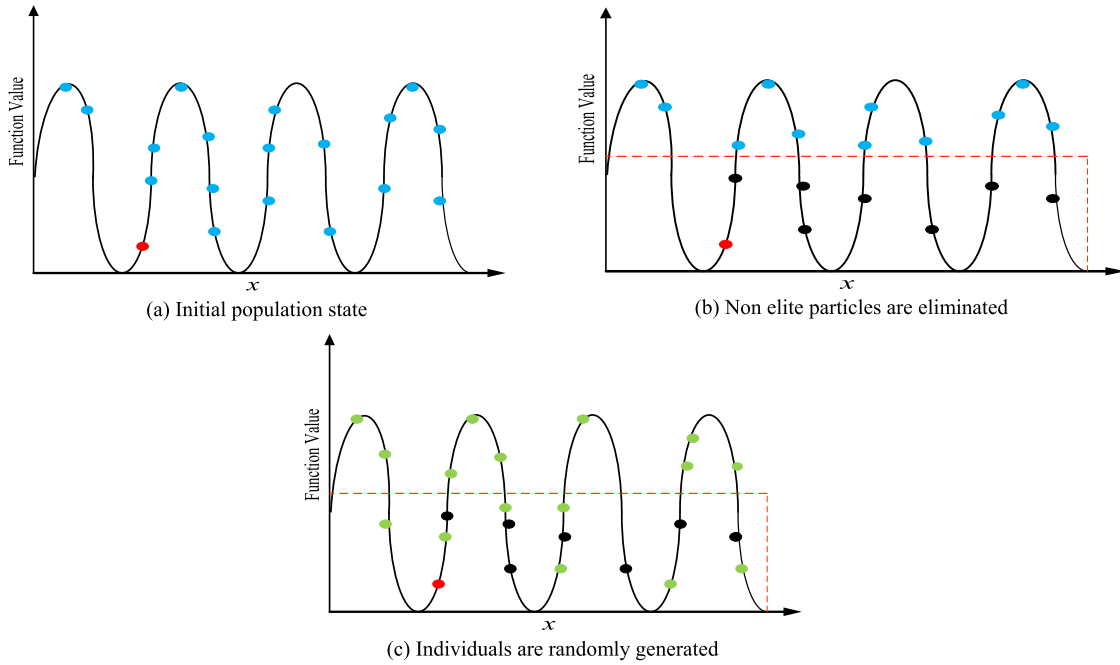 Function Value
x
(a) Initial population state
Function Value
x
(b) Non elite particles are eliminated
Function Value
x
(c) Individuals are randomly generated